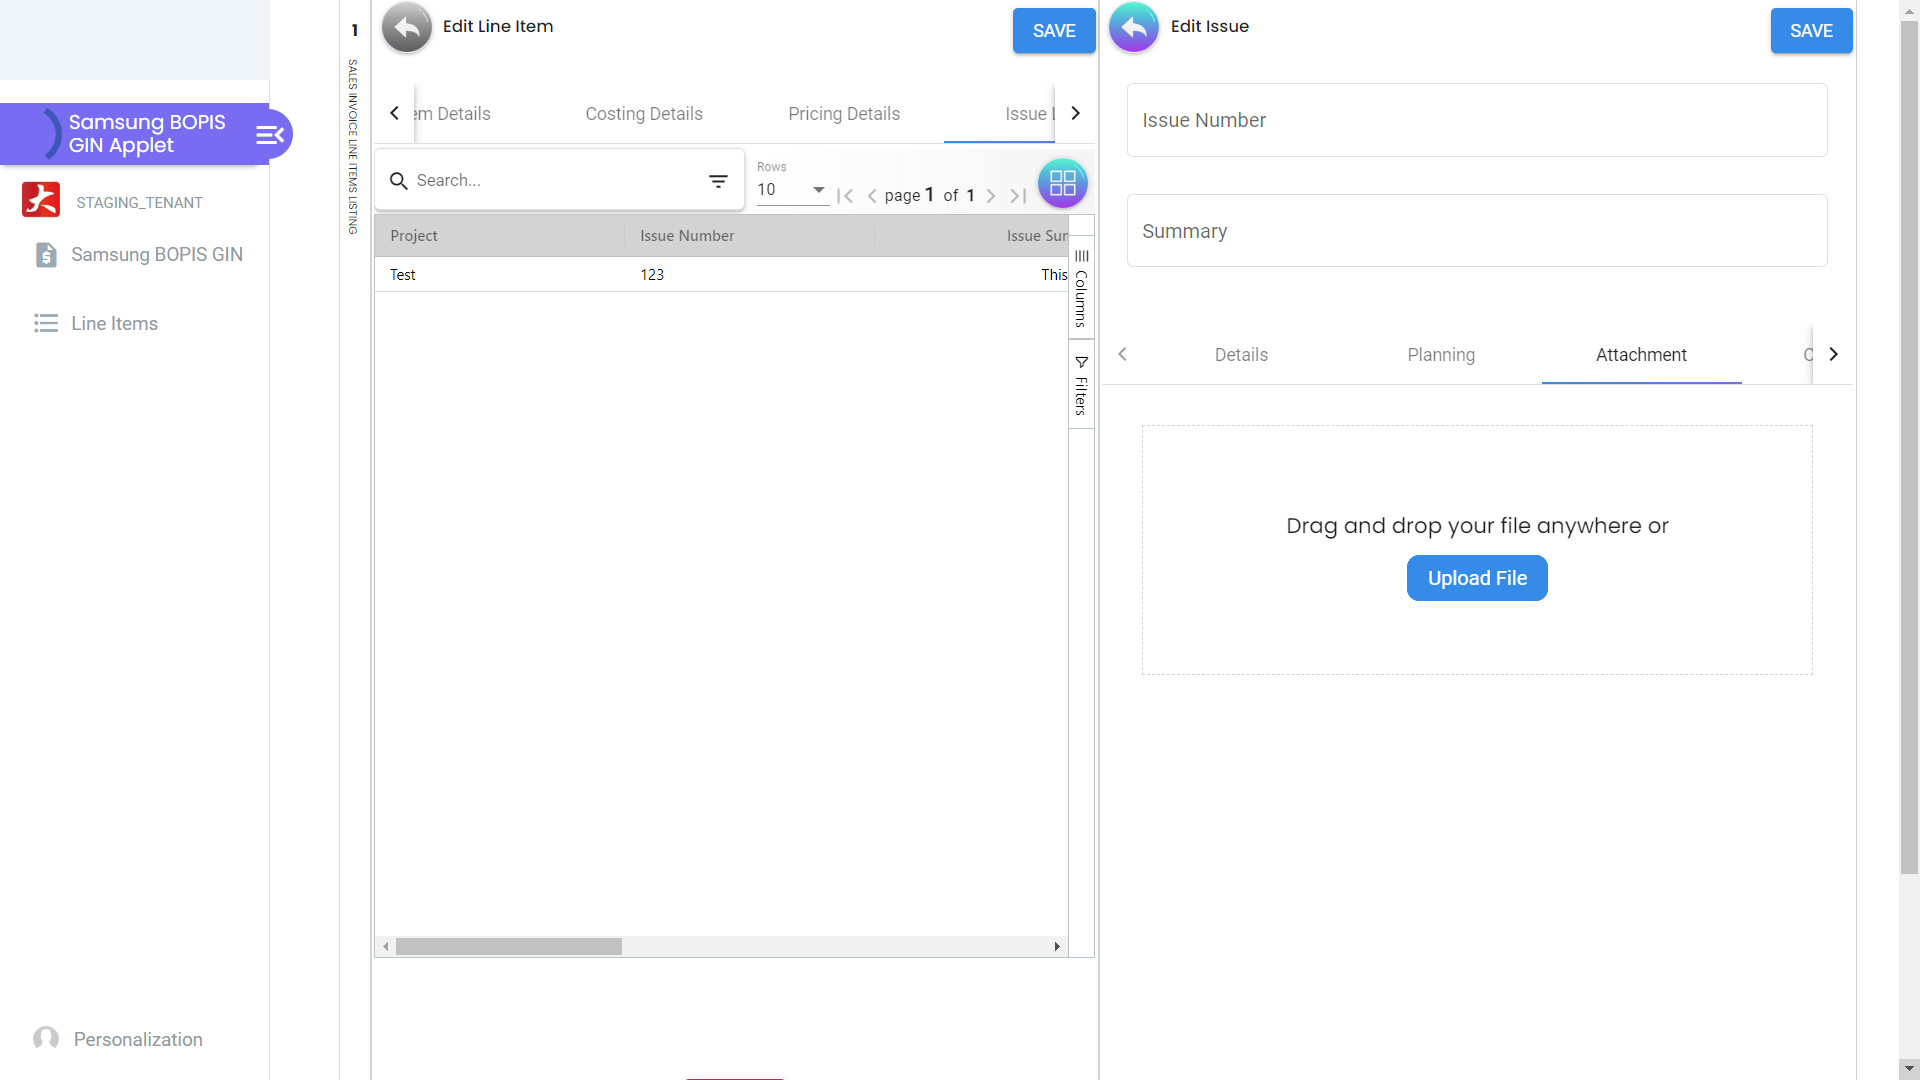 Samsung BOPIS
GIN Applet
STAGING_TENANT
Samsung BOPIS GIN
Line Items
Personalization
1
SALES INVOICE LINE ITEMS LISTING
Edit Line Item
SAVE
em Details
Costing Details
Pricing Details
Issue L
Search...
Rows
10
page 1 of 1
Project
Issue Number
Issue Sum
Test
123
This
Columns
Filters
Edit Issue
SAVE
Issue Number
Summary
Details
Planning
Attachment
C
Drag and drop your file anywhere or
Upload File